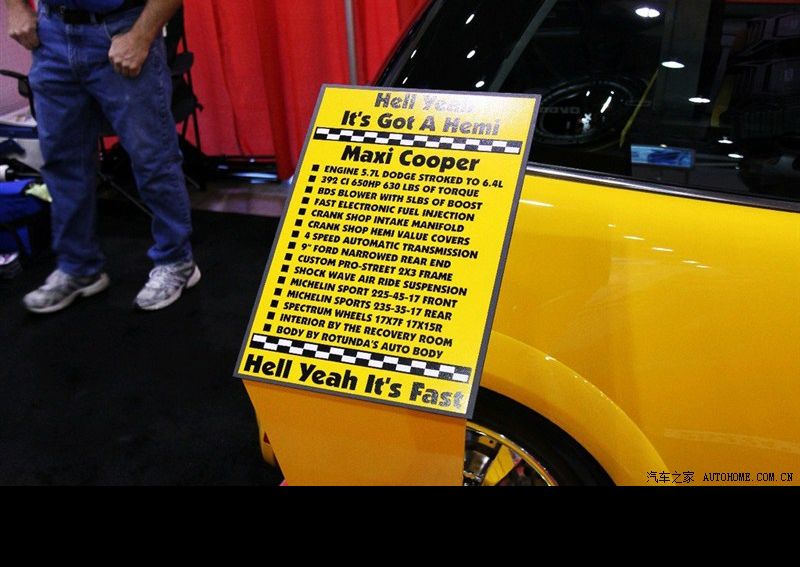 Hell Yeah
It's Got A Hemi
Maxi Cooper
ENGINE 5.7L DODGE STROKED TO 6.4L
392 CI 650HP 630 LBS OF TORQUE
BDS BLOWER WITH 5LBS OF BOOST
FAST ELECTRONIC FUEL INJECTION
CRANK SHOP INTAKE MANIFOLD
CRANK SHOP HEMI VALUE COVERS
4 SPEED AUTOMATIC TRANSMISSION
9" FORD NARROWED REAR END
CUSTOM PRO-STREET 2X3 FRAME
SHOCK WAVE AIR RIDE SUSPENSION
MICHELIN SPORT 225-45-17 FRONT
MICHELIN SPORTS 235-35-17 REAR
SPECTRUM WHEELS 17X7F 17X15R
INTERIOR BY THE RECOVERY ROOM
BODY BY ROTUNDA'S AUTO BODY
Hell Yeah It's Fast
汽车之家 AUTOHOME.COM.CN